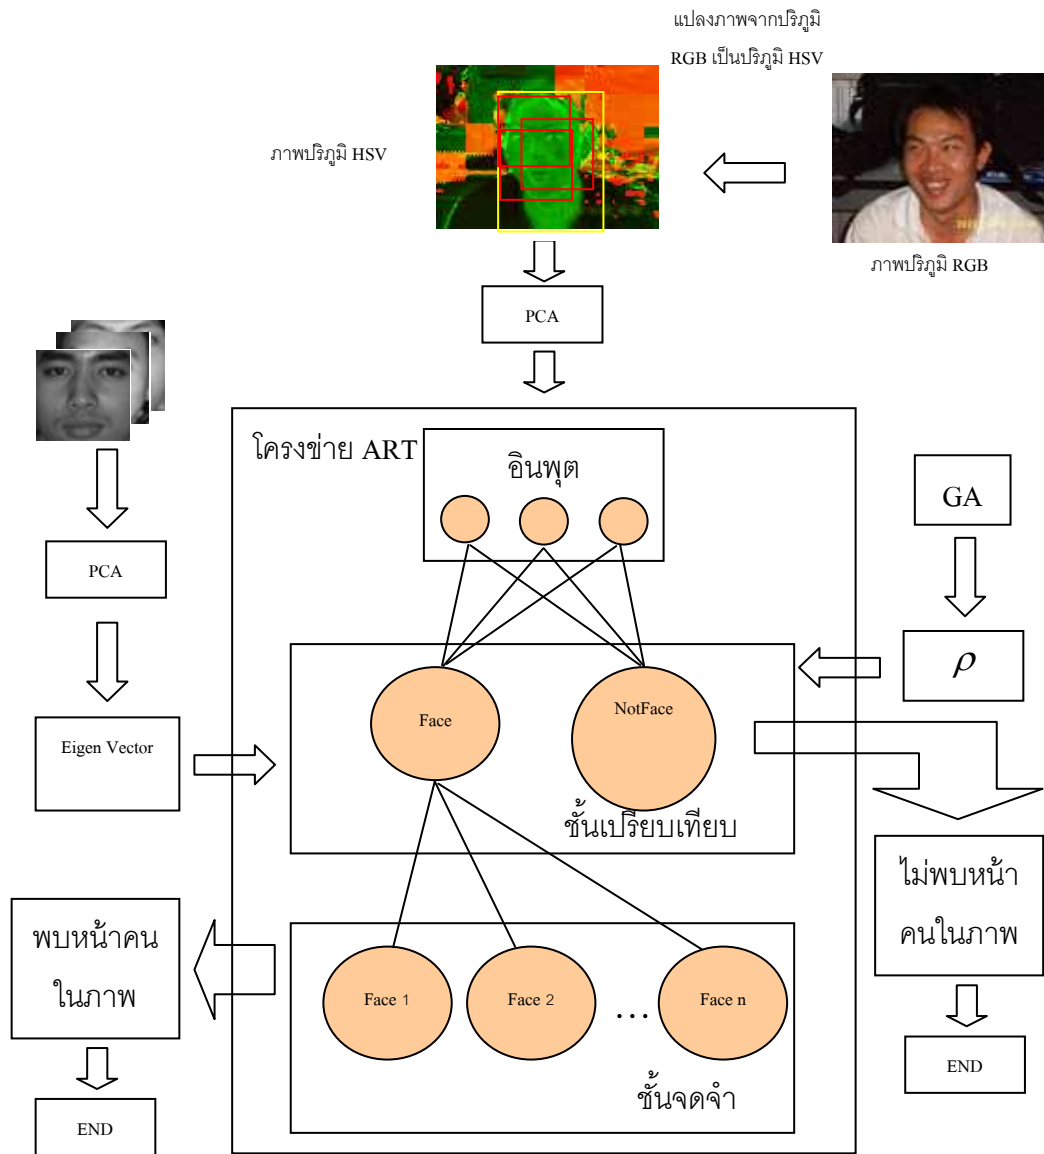 แปลงภาพจากปริภูมิ
RGB เป็นปริภูมิ HSV
ภาพปริภูมิ HSV
ภาพปริภูมิ RGB
PCA
โครงข่าย ART
อินพุต
GA
PCA
ρ
Face
NotFace
Eigen Vector
ชั้นเปรียบเทียบ
ไม่พบหน้า
คนในภาพ
พบหน้าคน
ในภาพ
Face 1
Face 2
...
Face n
ชั้นจดจำ
END
END